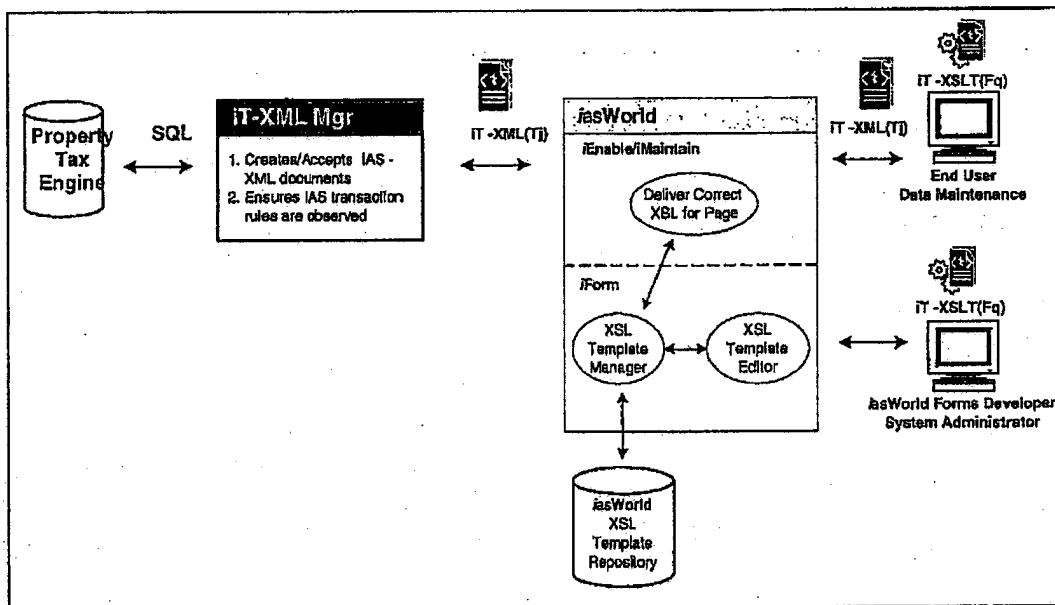 Property
Tax
Engine
SQL
iT-XML Mgr
1. Creates/Accepts IAS -
XML documents
2. Ensures IAS transaction
rules are observed
iT -XML(Tj)
iasWorld
iEnable/iMaintain
Deliver Correct
XSL for Page
iForm
XSL
Template
Manager
XSL
Template
Editor
iasWorld
XSL
Template
Repository
iT -XML(Tj)
iT -XSLT(Fq)
End User
Data Maintenance
iT -XSLT(Fq)
iasWorld Forms Developer
System Administrator